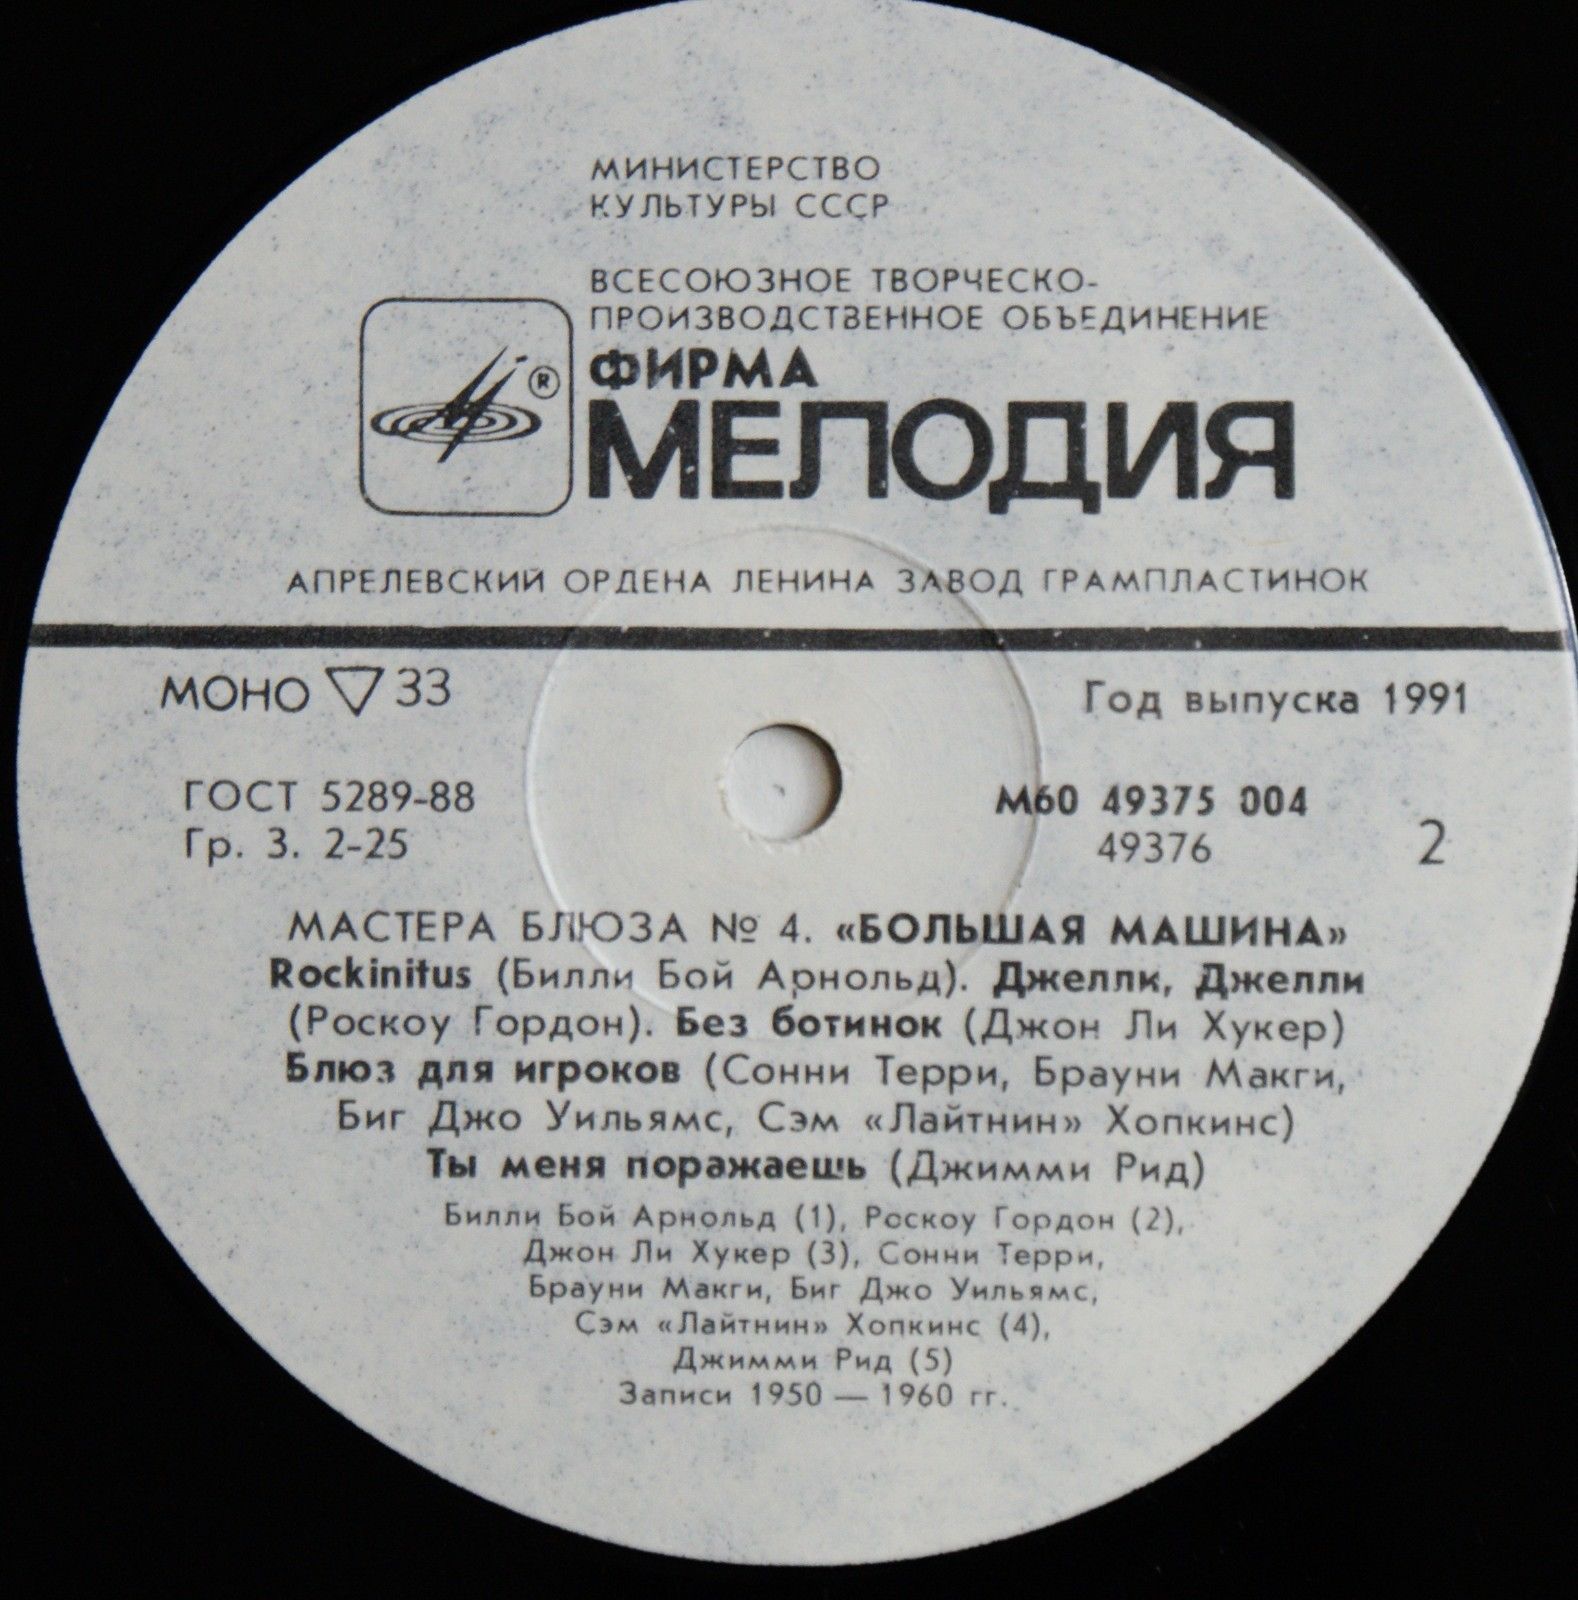 МИНИСТЕРСТВО
КУЛЬТУРЫ СССР
ВСЕСОЮЗНОЕ ТВОРЧЕСКО-
ПРОИЗВОДСТВЕННОЕ ОБЪЕДИНЕНИЕ
®
ФИРМА
МЕЛОДИЯ
АПРЕЛЕВСКИЙ ОРДЕНА ЛЕНИНА ЗАВОД ГРАМПЛАСТИНОК
МОНО ▽ 33 Год выпуска 1991
ГОСТ 5289-88 М60 49375 004
Гр. 3. 2-25 49376 2
МАСТЕРА БЛЮЗА № 4. «БОЛЬШАЯ МАШИНА»
Rockinitus (Билли Бой Арнольд). Джелли, Джелли
(Роскоу Гордон). Без ботинок (Джон Ли Хукер)
Блюз для игроков (Сонни Терри, Брауни Макги,
Биг Джо Уильямс, Сэм «Лайтнин» Хопкинс)
Ты меня поражаешь (Джимми Рид)
Билли Бой Арнольд (1), Роскоу Гордон (2),
Джон Ли Хукер (3), Сонни Терри,
Брауни Макги, Биг Джо Уильямс,
Сэм «Лайтнин» Хопкинс (4),
Джимми Рид (5)
Записи 1950 — 1960 гг.